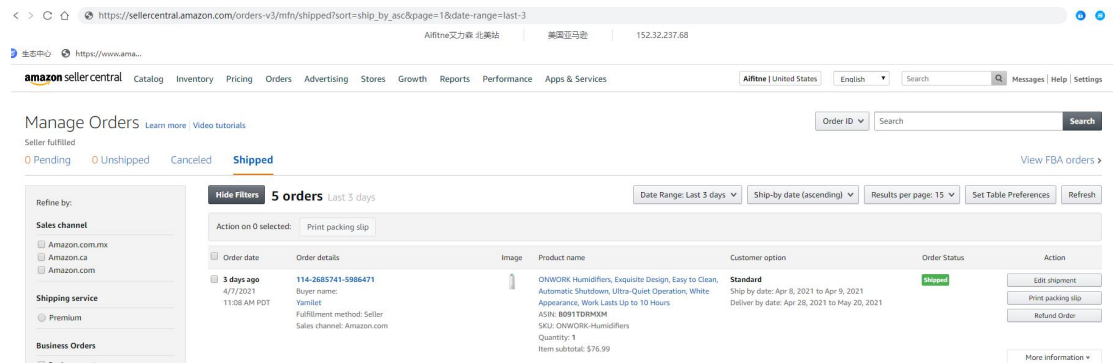 https://sellercentral.amazon.com/orders-v3/mfn/shipped?sort=ship_by_asc&page=1&date-range=last-3
Aifitne艾力森 北美站 美国亚马逊 152.32.237.68
生态中心 https://www.ama...
amazon seller central Catalog Inventory Pricing Orders Advertising Stores Growth Reports Performance Apps & Services Aifitne | United States English Search Messages | Help | Settings
Manage Orders Learn more | Video tutorials Order ID Search Search
Seller fulfilled
0 Pending 0 Unshipped Canceled Shipped View FBA orders ›
Refine by: Hide Filters 5 orders Last 3 days Date Range: Last 3 days Ship-by date (ascending) Results per page: 15 Set Table Preferences Refresh
Sales channel Action on 0 selected: Print packing slip
Amazon.com.mx
Amazon.ca
Amazon.com
Order date Order details Image Product name Customer option Order Status Action
3 days ago 114-2685741-5986471 ONWORK Humidifiers, Exquisite Design, Easy to Clean, Standard Shipped Edit shipment
4/7/2021 Buyer name: Automatic Shutdown, Ultra-Quiet Operation, White Ship by date: Apr 8, 2021 to Apr 9, 2021
Shipping service 11:08 AM PDT Yamilet Appearance, Work Lasts Up to 10 Hours Deliver by date: Apr 28, 2021 to May 20, 2021 Print packing slip
Premium Fulfillment method: Seller ASIN: B091TDRMXM Refund Order
Sales channel: Amazon.com SKU: ONWORK-Humidifiers
Business Orders Quantity: 1
Item subtotal: $76.99 More information